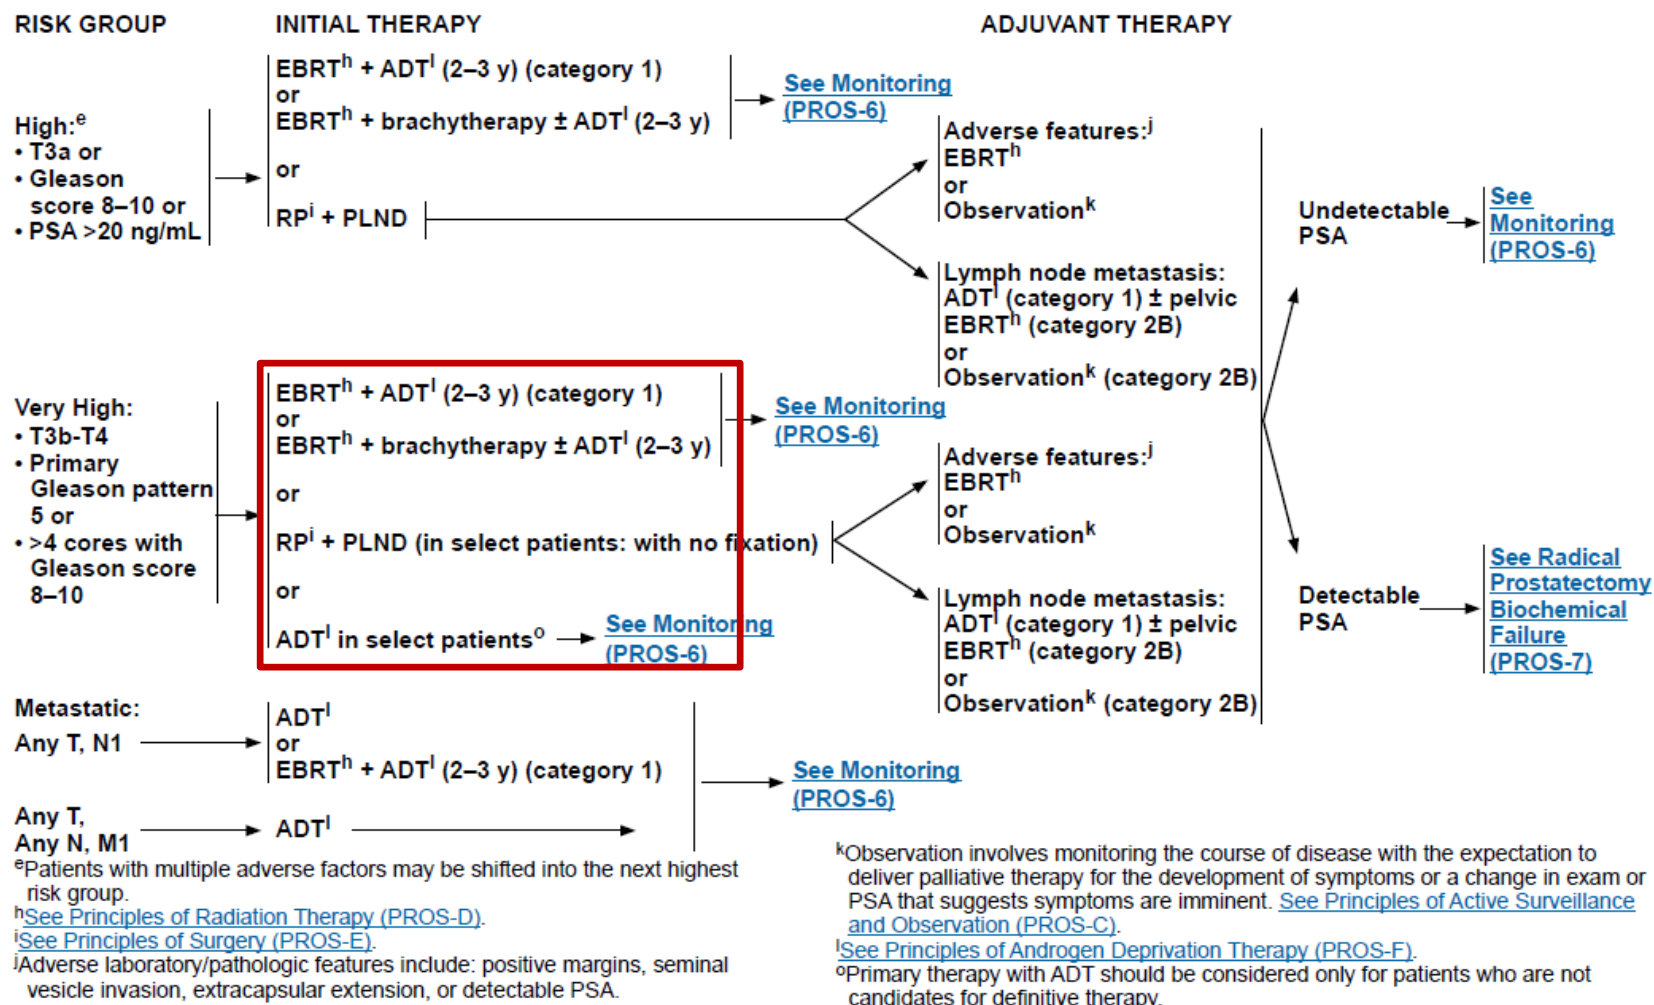 RISK GROUP
INITIAL THERAPY
ADJUVANT THERAPY
High:e
• T3a or
• Gleason
score 8–10 or
• PSA >20 ng/mL
EBRTh + ADTl (2–3 y) (category 1)
or
EBRTh + brachytherapy ± ADTl (2–3 y)
See Monitoring
(PROS-6)
or
RPi + PLND
Adverse features:j
EBRTh
or
Observationk
Lymph node metastasis:
ADTl (category 1) ± pelvic
EBRTh (category 2B)
or
Observationk (category 2B)
Undetectable
PSA
See
Monitoring
(PROS-6)
Very High:
• T3b-T4
• Primary
Gleason pattern
5 or
• >4 cores with
Gleason score
8–10
EBRTh + ADTl (2–3 y) (category 1)
or
EBRTh + brachytherapy ± ADTl (2–3 y)
See Monitoring
(PROS-6)
or
RPi + PLND (in select patients: with no fixation)
or
ADTl in select patientso
See Monitoring
(PROS-6)
Adverse features:j
EBRTh
or
Observationk
Lymph node metastasis:
ADTl (category 1) ± pelvic
EBRTh (category 2B)
or
Observationk (category 2B)
Detectable
PSA
See Radical
Prostatectomy
Biochemical
Failure
(PROS-7)
Metastatic:
Any T, N1
ADTl
or
EBRTh + ADTl (2–3 y) (category 1)
See Monitoring
(PROS-6)
Any T,
Any N, M1
ADTl
ePatients with multiple adverse factors may be shifted into the next highest
risk group.
hSee Principles of Radiation Therapy (PROS-D).
iSee Principles of Surgery (PROS-E).
jAdverse laboratory/pathologic features include: positive margins, seminal
vesicle invasion, extracapsular extension, or detectable PSA.
kObservation involves monitoring the course of disease with the expectation to
deliver palliative therapy for the development of symptoms or a change in exam or
PSA that suggests symptoms are imminent. See Principles of Active Surveillance
and Observation (PROS-C).
lSee Principles of Androgen Deprivation Therapy (PROS-F).
oPrimary therapy with ADT should be considered only for patients who are not
candidates for definitive therapy.